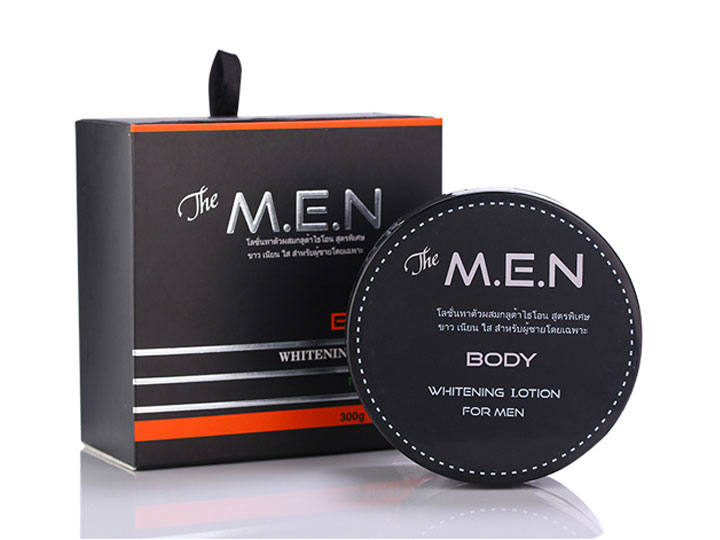 The M.E.N
โลชั่นทาตัวผสมกลูต้าไธโอน สูตรพิเศษ
ขาว เนียน ใส สำหรับผู้ชายโดยเฉพาะ
WHITENING
300g
The M.E.N
โลชั่นทาตัวผสมกลูต้าไธโอน สูตรพิเศษ
ขาว เนียน ใส สำหรับผู้ชายโดยเฉพาะ
BODY
WHITENING LOTION
FOR MEN